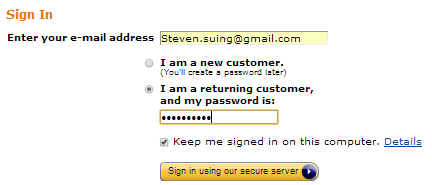 Sign In
Enter your e-mail address Steven.suing@gmail.com
I am a new customer.
(You'll create a password later)
I am a returning customer,
and my password is:
••••••••••
Keep me signed in on this computer. Details
Sign in using our secure server